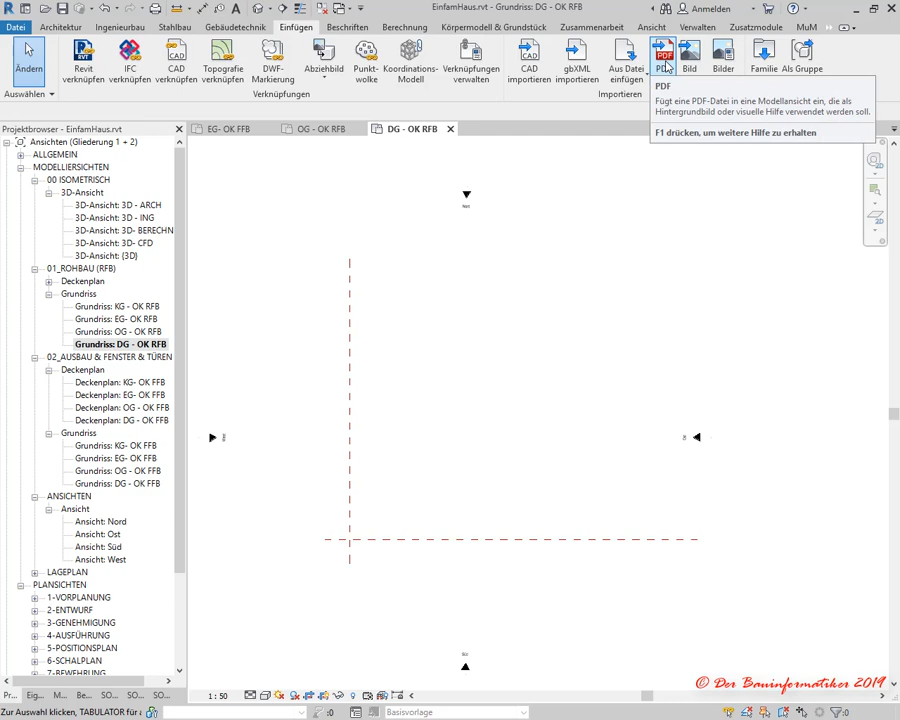 EinfamHaus.rvt - Grundriss: DG - OK RFB
Anmelden
Datei Architektur Ingenieurbau Stahlbau Gebäudetechnik Einfügen Beschriften Berechnung Körpermodell & Grundstück Zusammenarbeit Ansicht Verwalten Zusatzmodule MuM
Ändern
Revit verknüpfen
IFC verknüpfen
CAD verknüpfen
Topografie verknüpfen
DWF-Markierung
Abziehbild
Punkt-wolke
Koordinations-Modell
Verknüpfungen verwalten
CAD importieren
gbXML importieren
Aus Datei einfügen
PDF
Bild
Bilder
Familie
Als Gruppe
Auswählen
Verknüpfungen
Importieren
PDF
Fügt eine PDF-Datei in eine Modellansicht ein, die als
Hintergrundbild oder visuelle Hilfe verwendet werden soll.
F1 drücken, um weitere Hilfe zu erhalten
Projektbrowser - EinfamHaus.rvt
EG- OK FFB
OG - OK RFB
DG - OK RFB
Ansichten (Gliederung 1 + 2)
ALLGEMEIN
MODELLIERSICHTEN
00 ISOMETRISCH
3D-Ansicht
3D-Ansicht: 3D - ARCH
3D-Ansicht: 3D - ING
3D-Ansicht: 3D- BERECHN
3D-Ansicht: 3D - CFD
3D-Ansicht: {3D}
01_ROHBAU (RFB)
Deckenplan
Grundriss
Grundriss: KG - OK RFB
Grundriss: EG- OK RFB
Grundriss: OG - OK RFB
Grundriss: DG - OK RFB
02_AUSBAU & FENSTER & TÜREN
Deckenplan
Deckenplan: KG- OK FFB
Deckenplan: EG- OK FFB
Deckenplan: OG - OK FFB
Deckenplan: DG - OK FFB
Grundriss
Grundriss: KG- OK FFB
Grundriss: EG- OK FFB
Grundriss: OG - OK FFB
Grundriss: DG - OK FFB
ANSICHTEN
Ansicht
Ansicht: Nord
Ansicht: Ost
Ansicht: Süd
Ansicht: West
LAGEPLAN
PLANSICHTEN
1-VORPLANUNG
2-ENTWURF
3-GENEHMIGUNG
4-AUSFÜHRUNG
5-POSITIONSPLAN
6-SCHALPLAN
7-BEWEHRUNG
Pr... Eig... M... Be... SO... SO... SO...
1 : 50
© Der Bauinformatiker 2019
Zur Auswahl klicken, TABULATOR für a
:0
Basisvorlage
:0